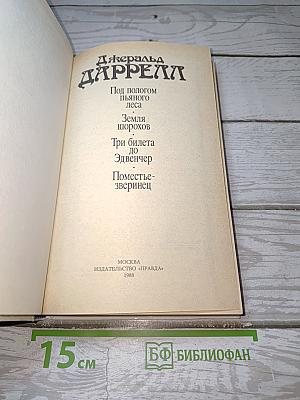 Джеральд
ДАРРЕЛЛ
Под пологом
пьяного
леса
Земля
шорохов
Три билета
до
Эдвенчер
Поместье-
зверинец
МОСКВА
ИЗДАТЕЛЬСТВО «ПРАВДА»
1988
15 см
БФ БИБЛИОФАН